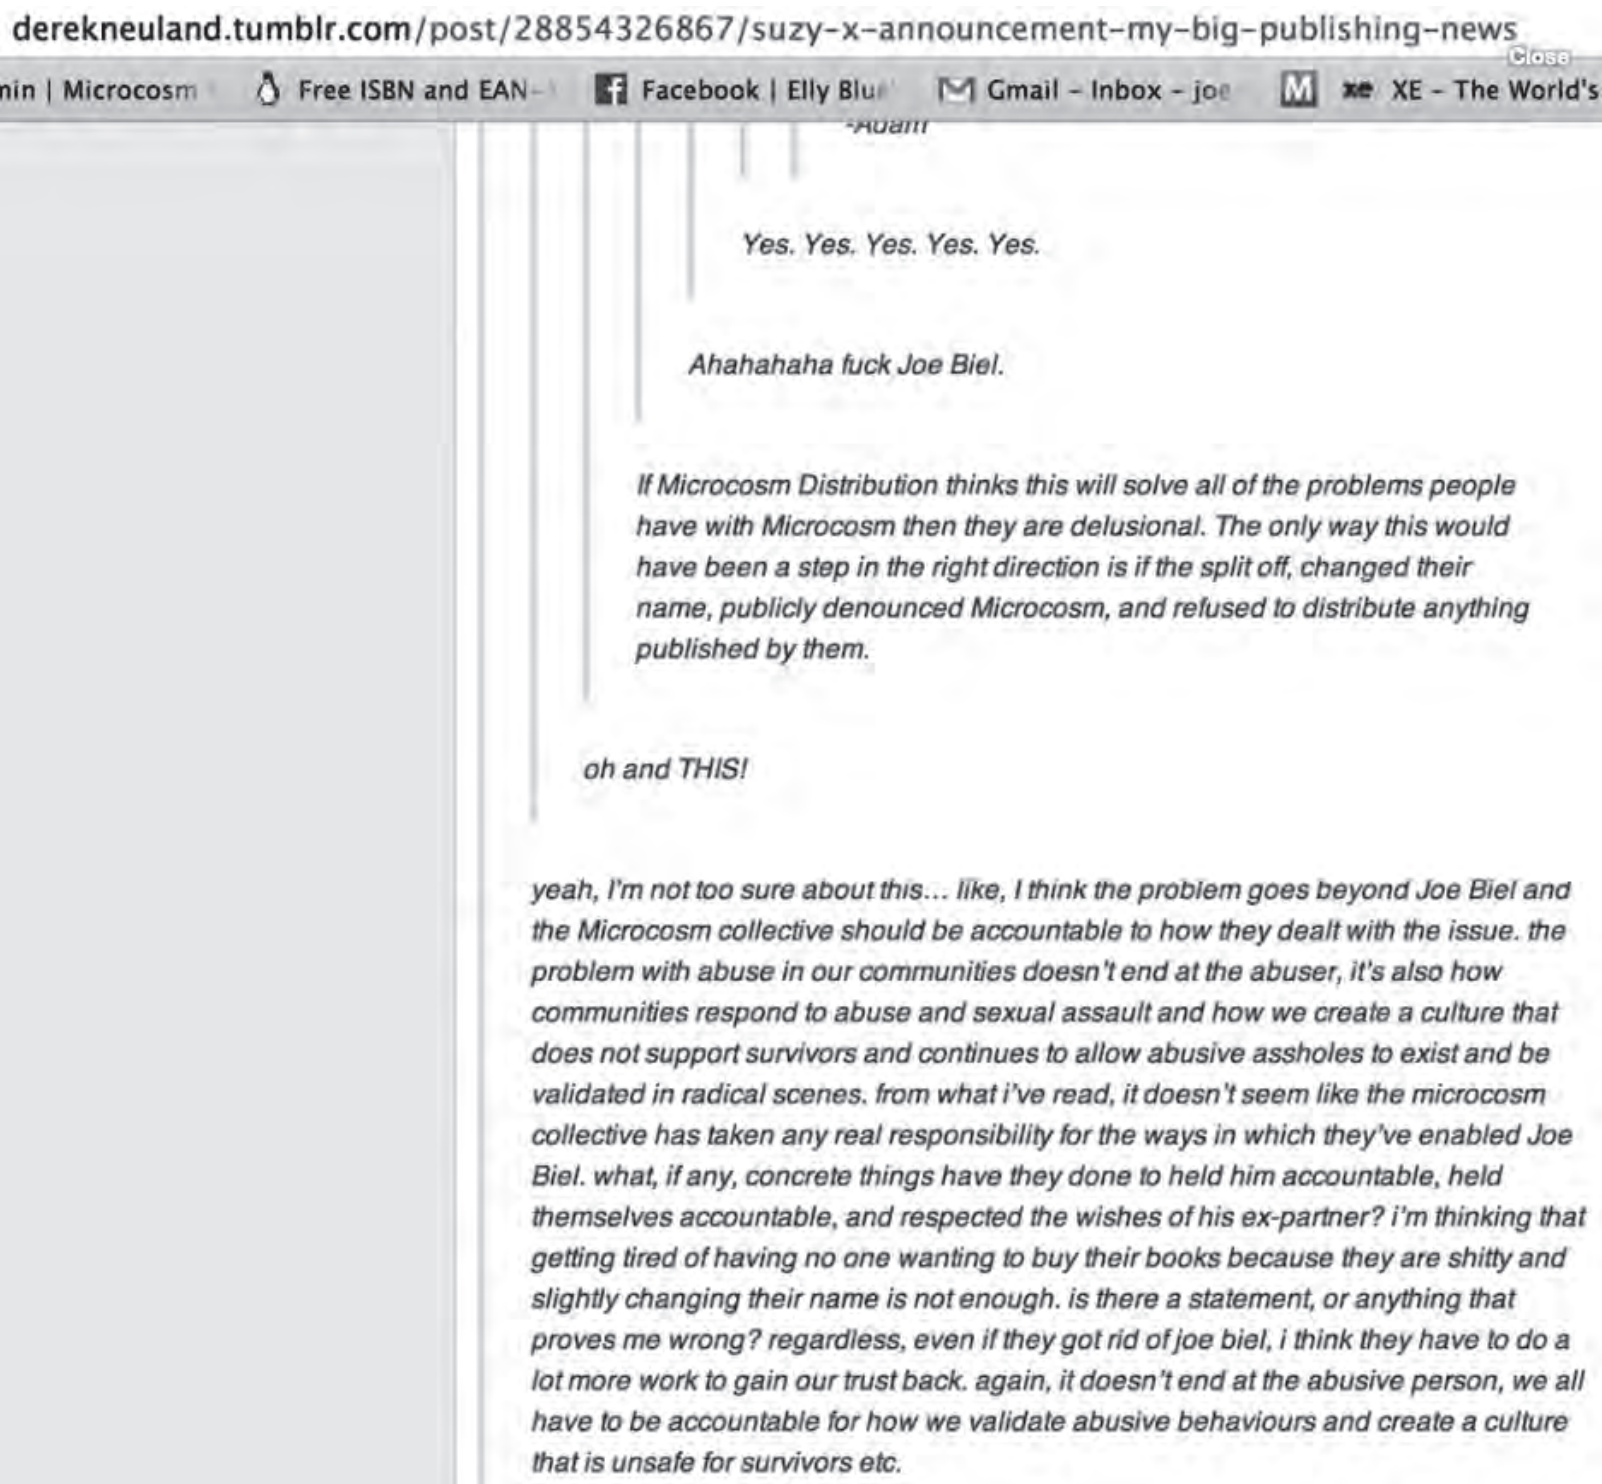 derekneuland.tumblr.com/post/28854326867/suzy-x-announcement-my-big-publishing-news
Close
min | Microcosm Free ISBN and EAN- Facebook | Elly Blue Gmail - Inbox - joe M xe XE - The World's
-Adam
Yes. Yes. Yes. Yes. Yes.
Ahahahaha fuck Joe Biel.
If Microcosm Distribution thinks this will solve all of the problems people
have with Microcosm then they are delusional. The only way this would
have been a step in the right direction is if the split off, changed their
name, publicly denounced Microcosm, and refused to distribute anything
published by them.
oh and THIS!
yeah, I'm not too sure about this... like, I think the problem goes beyond Joe Biel and
the Microcosm collective should be accountable to how they dealt with the issue. the
problem with abuse in our communities doesn't end at the abuser, it's also how
communities respond to abuse and sexual assault and how we create a culture that
does not support survivors and continues to allow abusive assholes to exist and be
validated in radical scenes. from what i've read, it doesn't seem like the microcosm
collective has taken any real responsibility for the ways in which they've enabled Joe
Biel. what, if any, concrete things have they done to held him accountable, held
themselves accountable, and respected the wishes of his ex-partner? i'm thinking that
getting tired of having no one wanting to buy their books because they are shitty and
slightly changing their name is not enough. is there a statement, or anything that
proves me wrong? regardless, even if they got rid of joe biel, i think they have to do a
lot more work to gain our trust back. again, it doesn't end at the abusive person, we all
have to be accountable for how we validate abusive behaviours and create a culture
that is unsafe for survivors etc.